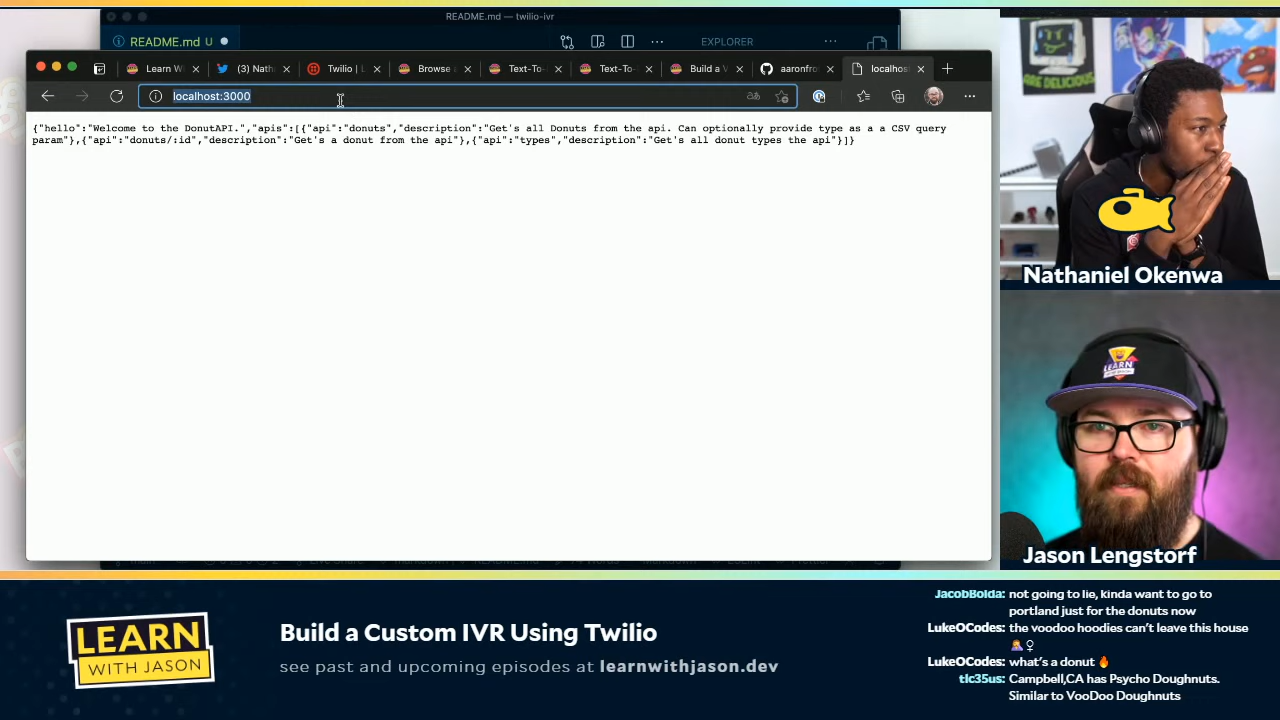 README.md — twilio-ivr
README.md U
EXPLORER
Learn W
(3) Nath
Twilio |
Browse
Text-To-
Text-To-
Build a V
aaronfro
localhos
localhost:3000
{"hello":"Welcome to the DonutAPI.","apis":[{"api":"donuts","description":"Get's all Donuts from the api. Can optionally provide type as a a CSV query
param"},{"api":"donuts/:id","description":"Get's a donut from the api"},{"api":"types","description":"Get's all donut types the api"}]}
ARE DELICIOUS
Nathaniel Okenwa
LEARN
Jason Lengstorf
LEARN
WITH JASON
Build a Custom IVR Using Twilio
see past and upcoming episodes at learnwithjason.dev
JacobBolda: not going to lie, kinda want to go to
portland just for the donuts now
LukeOCodes: the voodoo hoodies can't leave this house
🤷‍♀
LukeOCodes: what's a donut 🔥
tlc35us: Campbell,CA has Psycho Doughnuts.
Similar to VooDoo Doughnuts